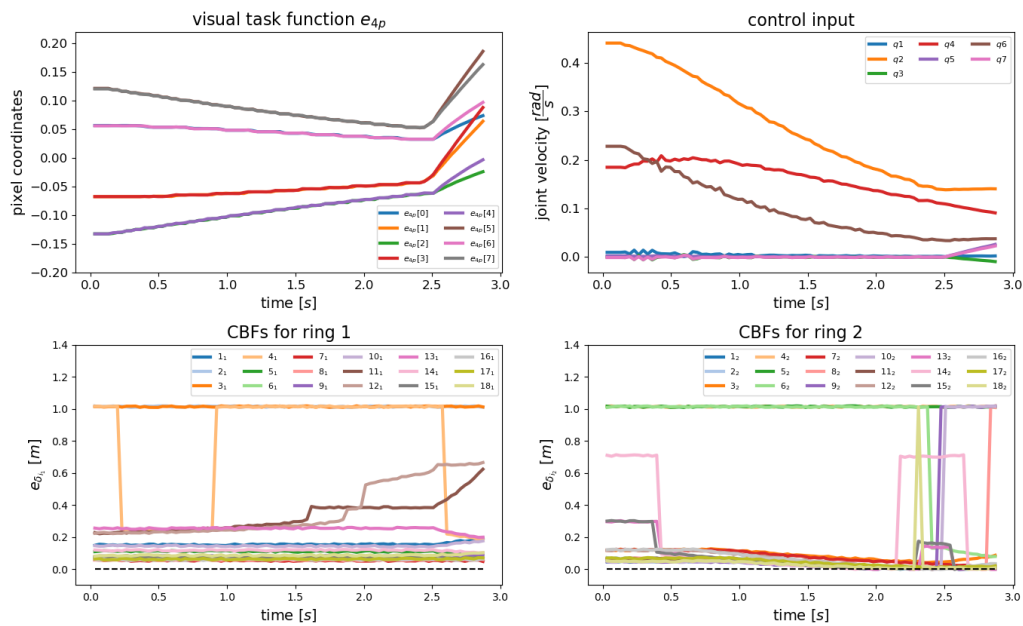 visual task function e4p
pixel coordinates
0.20
0.15
0.10
0.05
0.00
−0.05
−0.10
−0.15
−0.20
e4p[0] e4p[4]
e4p[1] e4p[5]
e4p[2] e4p[6]
e4p[3] e4p[7]
0.0 0.5 1.0 1.5 2.0 2.5 3.0
time [s]
control input
joint velocity [rad/s]
0.4
0.3
0.2
0.1
0.0
q1 q4 q6
q2 q5 q7
q3
0.0 0.5 1.0 1.5 2.0 2.5 3.0
time [s]
CBFs for ring 1
eδi1 [m]
1.4
1.2
1.0
0.8
0.6
0.4
0.2
0.0
1₁ 4₁ 7₁ 10₁ 13₁ 16₁
2₁ 5₁ 8₁ 11₁ 14₁ 17₁
3₁ 6₁ 9₁ 12₁ 15₁ 18₁
0.0 0.5 1.0 1.5 2.0 2.5 3.0
time [s]
CBFs for ring 2
eδi2 [m]
1.4
1.2
1.0
0.8
0.6
0.4
0.2
0.0
1₂ 4₂ 7₂ 10₂ 13₂ 16₂
2₂ 5₂ 8₂ 11₂ 14₂ 17₂
3₂ 6₂ 9₂ 12₂ 15₂ 18₂
0.0 0.5 1.0 1.5 2.0 2.5 3.0
time [s]